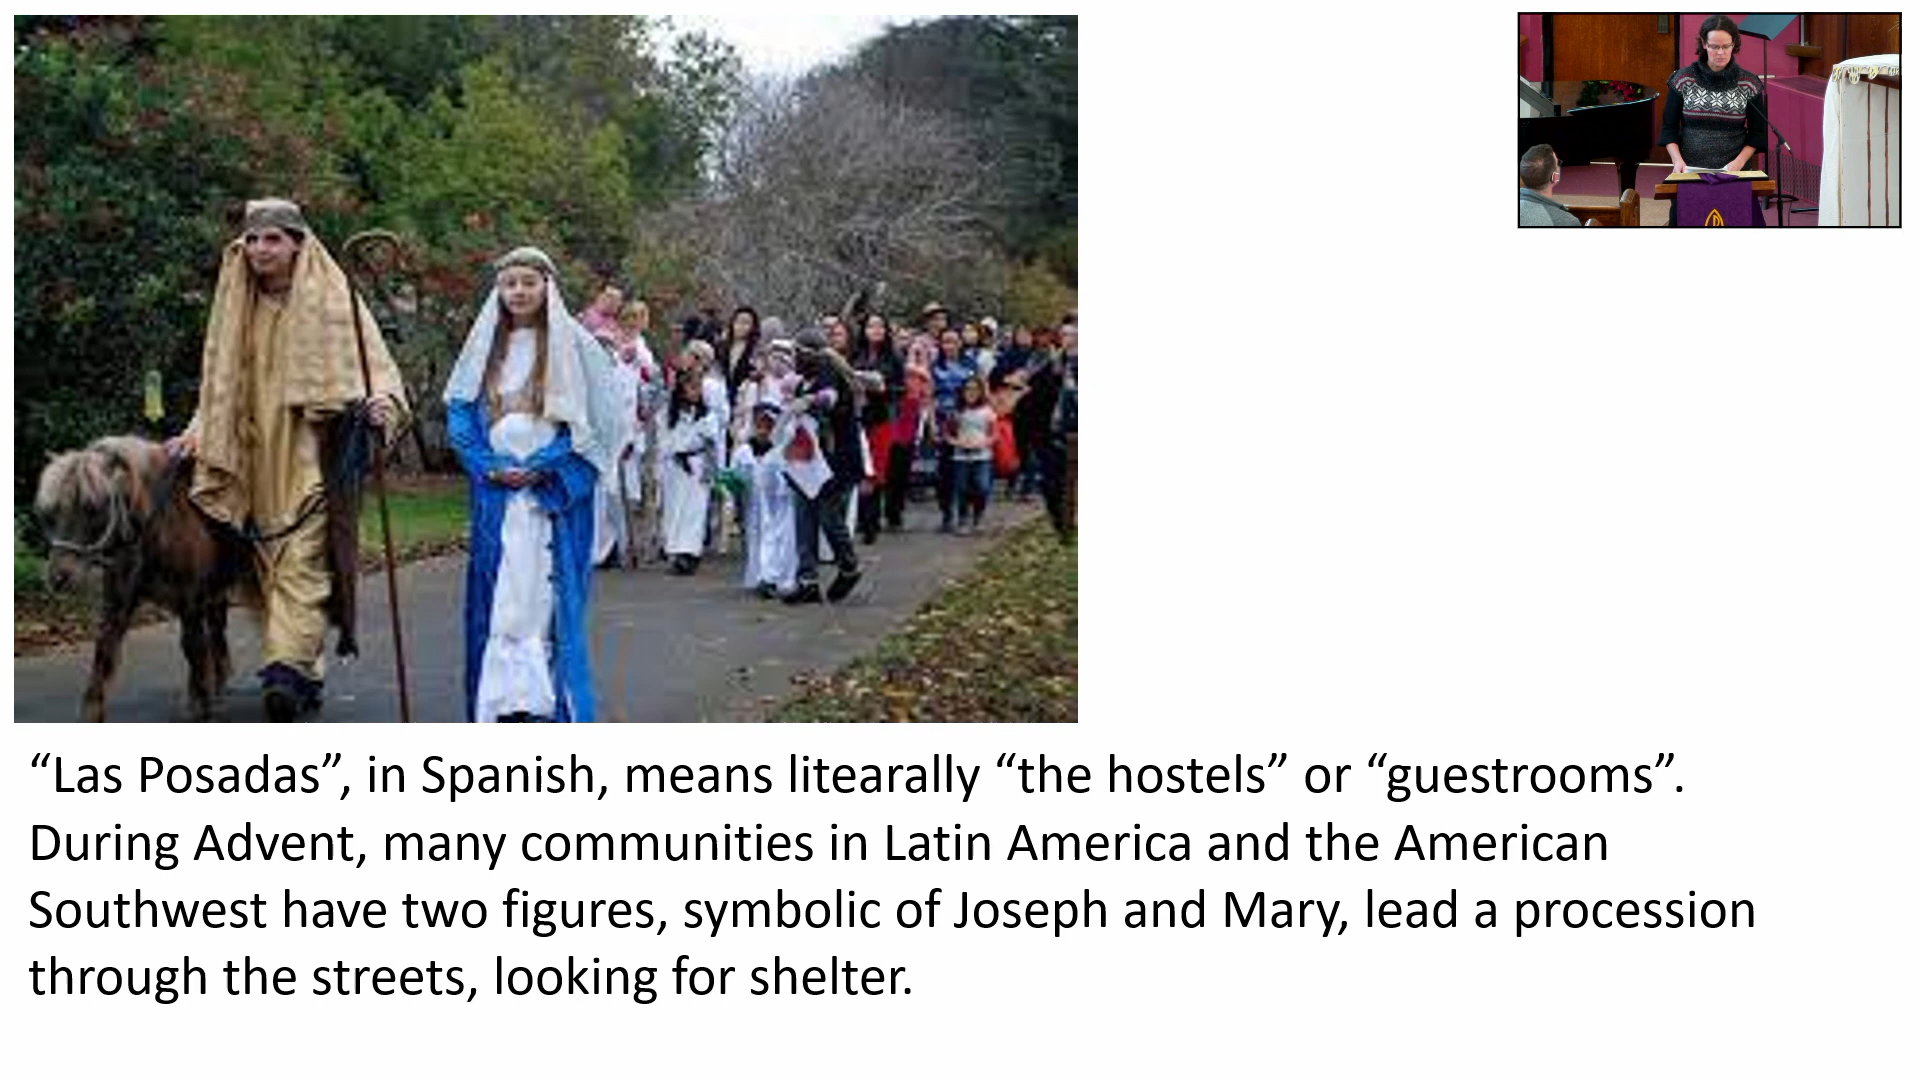 “Las Posadas”, in Spanish, means litearally “the hostels” or “guestrooms”.
During Advent, many communities in Latin America and the American
Southwest have two figures, symbolic of Joseph and Mary, lead a procession
through the streets, looking for shelter.